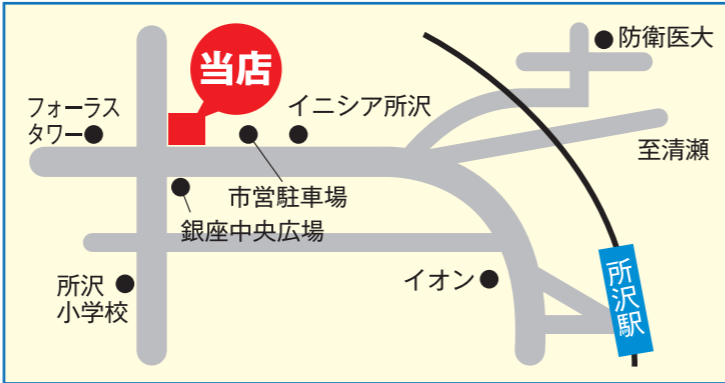 当店
防衛医大
フォーラス
タワー
イニシア所沢
至清瀬
市営駐車場
銀座中央広場
所沢
小学校
イオン
所沢駅